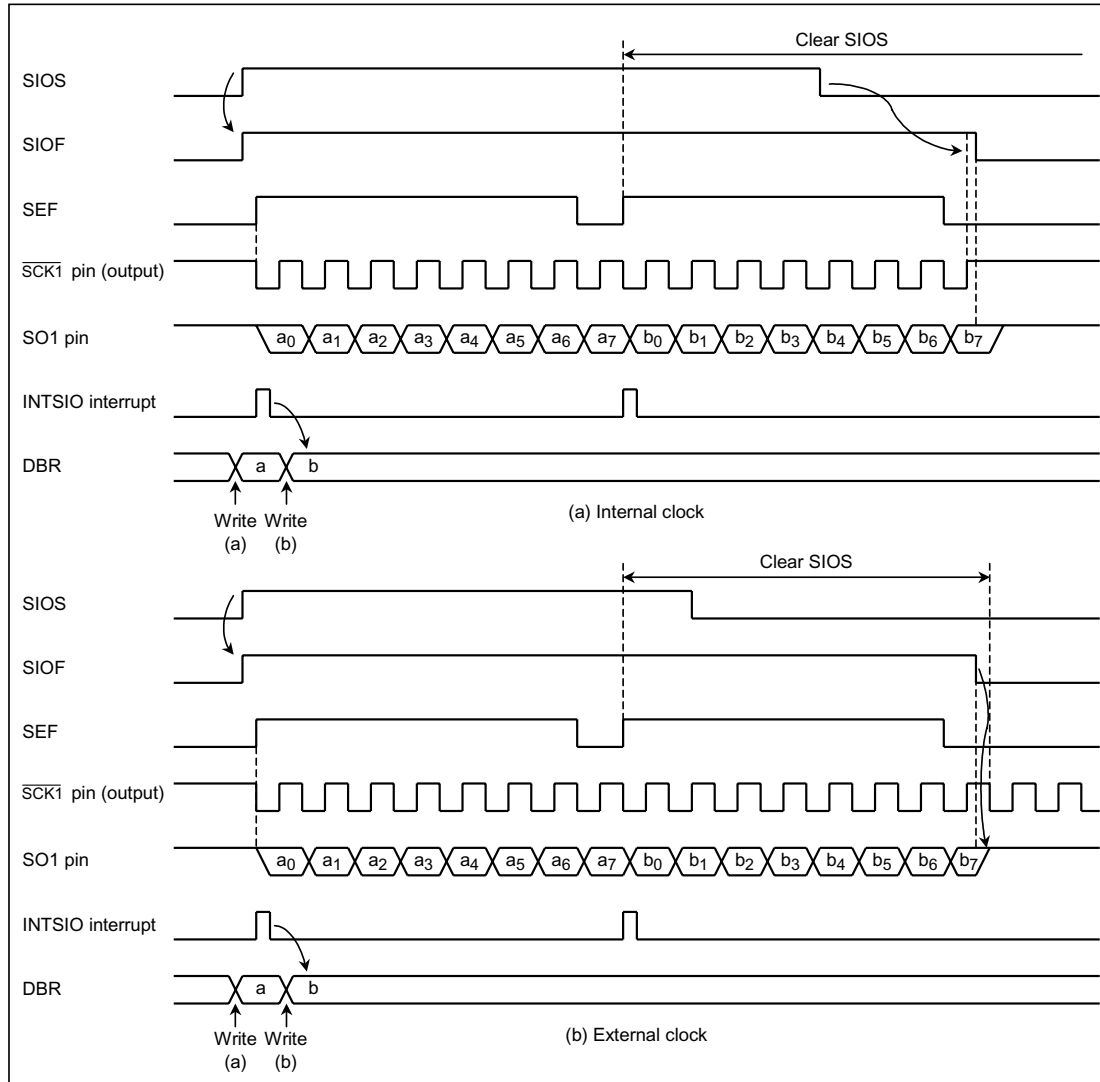 Clear SIOS
SIOS
SIOF
SEF
SCK1 pin (output)
SO1 pin
a0 a1 a2 a3 a4 a5 a6 a7 b0 b1 b2 b3 b4 b5 b6 b7
INTSIO interrupt
DBR
a b
Write (a)
Write (b)
(a) Internal clock
Clear SIOS
SIOS
SIOF
SEF
SCK1 pin (output)
SO1 pin
a0 a1 a2 a3 a4 a5 a6 a7 b0 b1 b2 b3 b4 b5 b6 b7
INTSIO interrupt
DBR
a b
Write (a)
Write (b)
(b) External clock